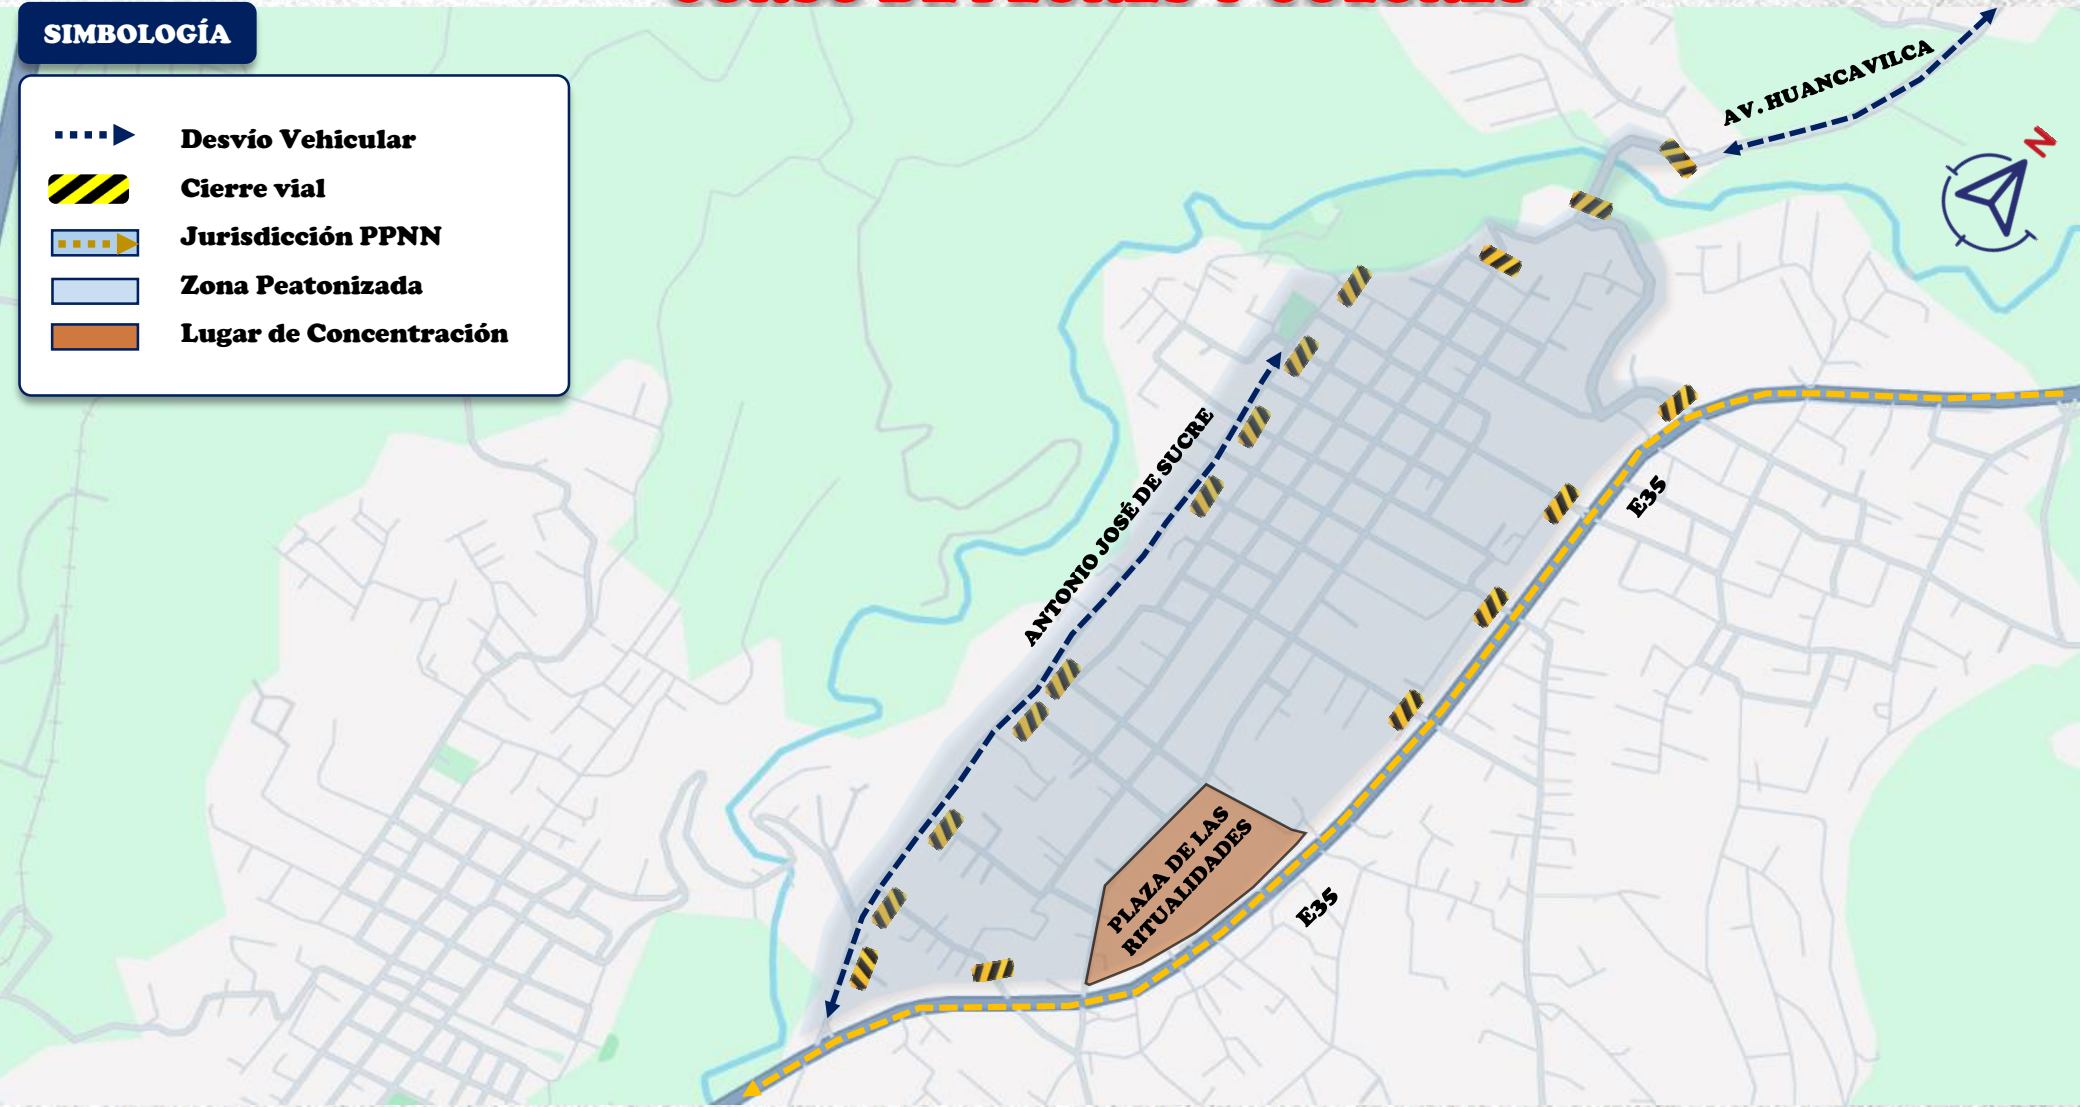 SIMBOLOGÍA
Desvío Vehicular
Cierre vial
Jurisdicción PPNN
Zona Peatonizada
Lugar de Concentración
AV. HUANCAVILCA
N
ANTONIO JOSÉ DE SUCRE
E35
PLAZA DE LAS
RITUALIDADES
E35